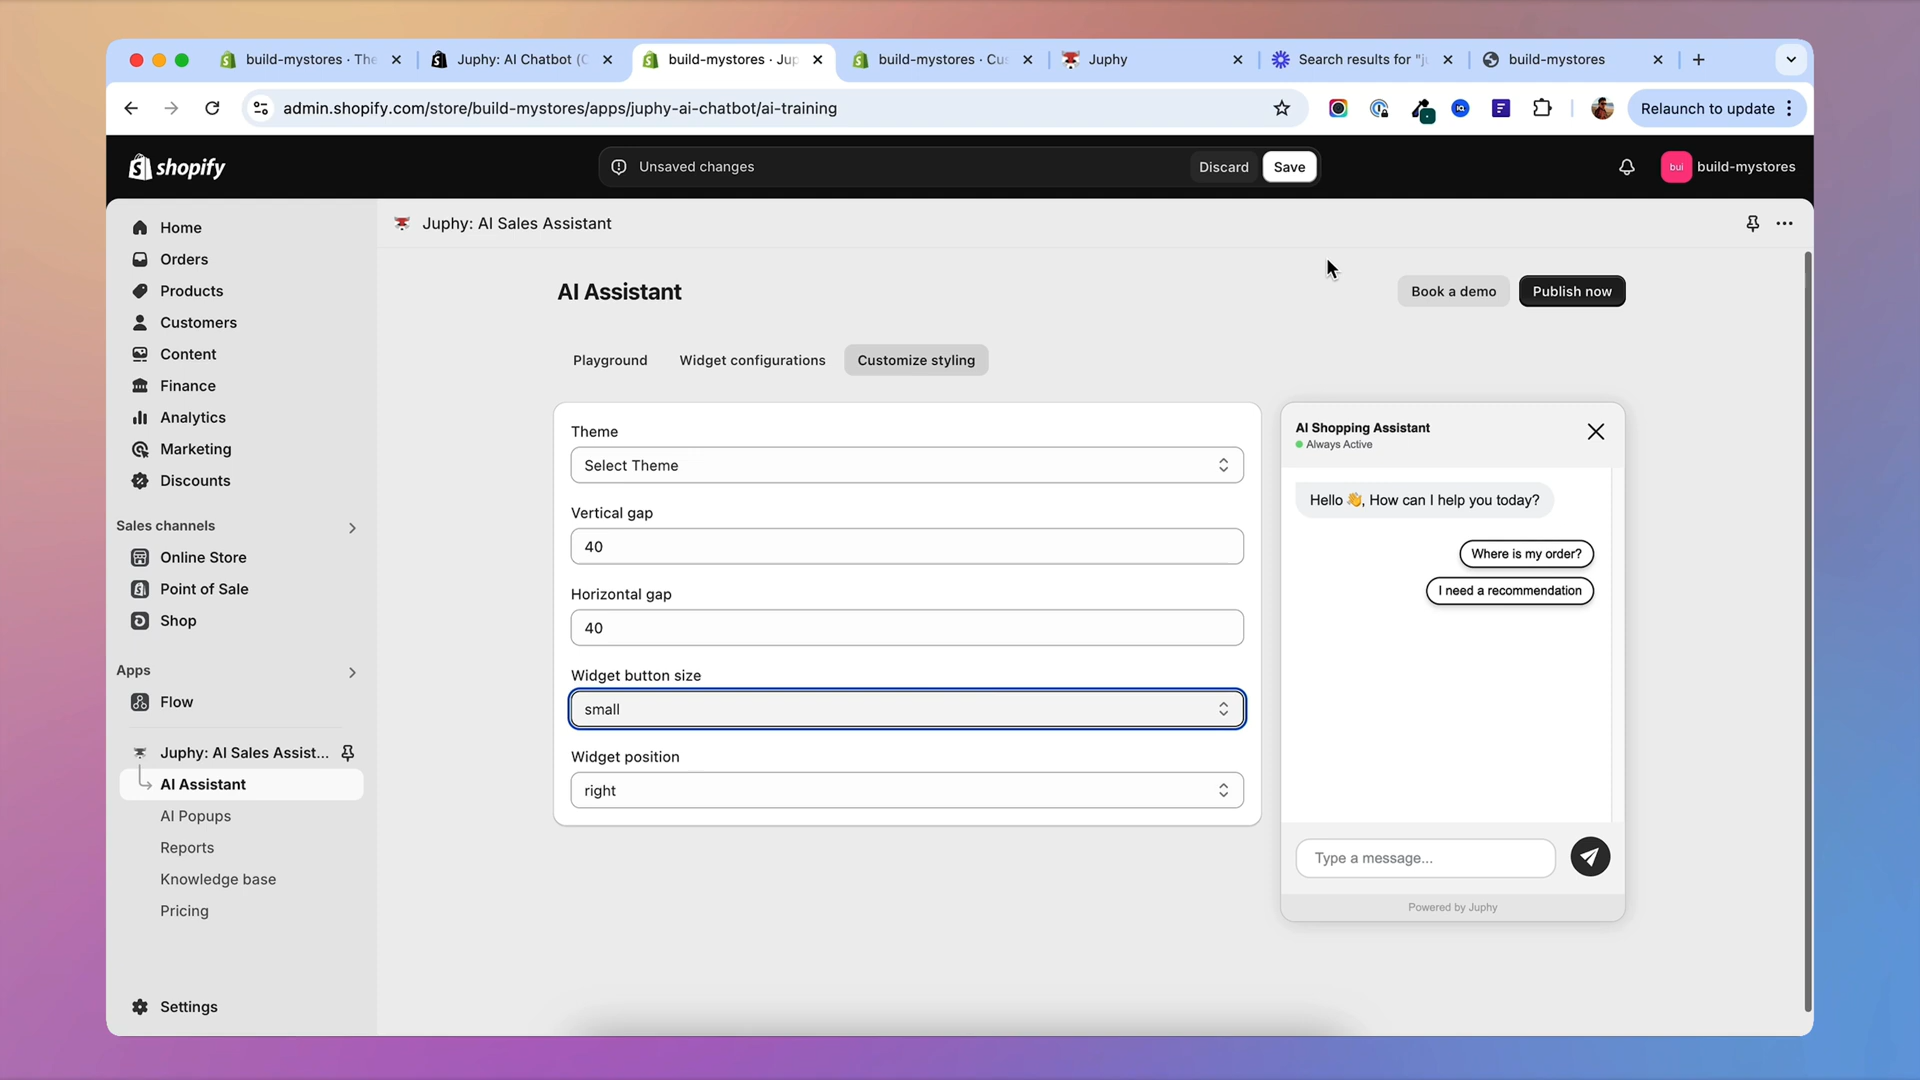 build-mystores · The
Juphy: AI Chatbot (C
build-mystores · Jup
build-mystores · Cus
Juphy
Search results for "ju
build-mystores
admin.shopify.com/store/build-mystores/apps/juphy-ai-chatbot/ai-training
Relaunch to update
shopify
Unsaved changes
Discard
Save
bui
build-mystores
Home
Orders
Products
Customers
Content
Finance
Analytics
Marketing
Discounts
Sales channels
Online Store
Point of Sale
Shop
Apps
Flow
Juphy: AI Sales Assist...
AI Assistant
AI Popups
Reports
Knowledge base
Pricing
Settings
Juphy: AI Sales Assistant
AI Assistant
Book a demo
Publish now
Playground
Widget configurations
Customize styling
Theme
Select Theme
Vertical gap
40
Horizontal gap
40
Widget button size
small
Widget position
right
AI Shopping Assistant
Always Active
Hello 👋, How can I help you today?
Where is my order?
I need a recommendation
Type a message...
Powered by Juphy